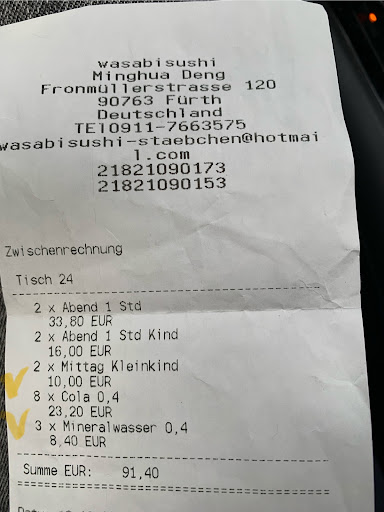 wasabisushi
Minghua Deng
Fronmüllerstrasse 120
90763 Fürth
Deutschland
TEl0911-7663575
wasabisushi-staebchen@hotmai
l.com
21821090173
21821090153
Zwischenrechnung
Tisch 24
2 x Abend 1 Std
33,80 EUR
2 x Abend 1 Std Kind
16,00 EUR
2 x Mittag Kleinkind
10,00 EUR
8 x Cola 0,4
23,20 EUR
3 x Mineralwasser 0,4
8,40 EUR
Summe EUR: 91,40